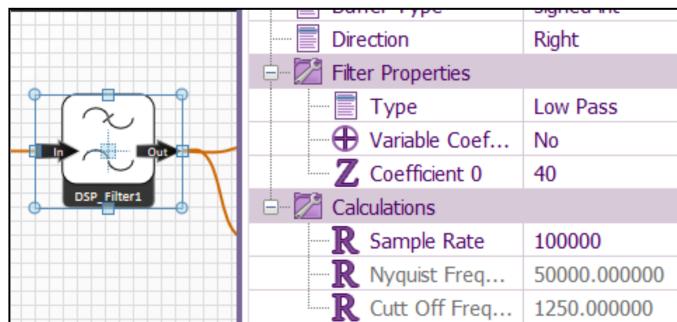 Direction Right
Filter Properties
Type Low Pass
Variable Coef... No
Z Coefficient 0 40
Calculations
R Sample Rate 100000
R Nyquist Freq... 50000.000000
R Cutt Off Freq... 1250.000000
In Out
DSP_Filter1